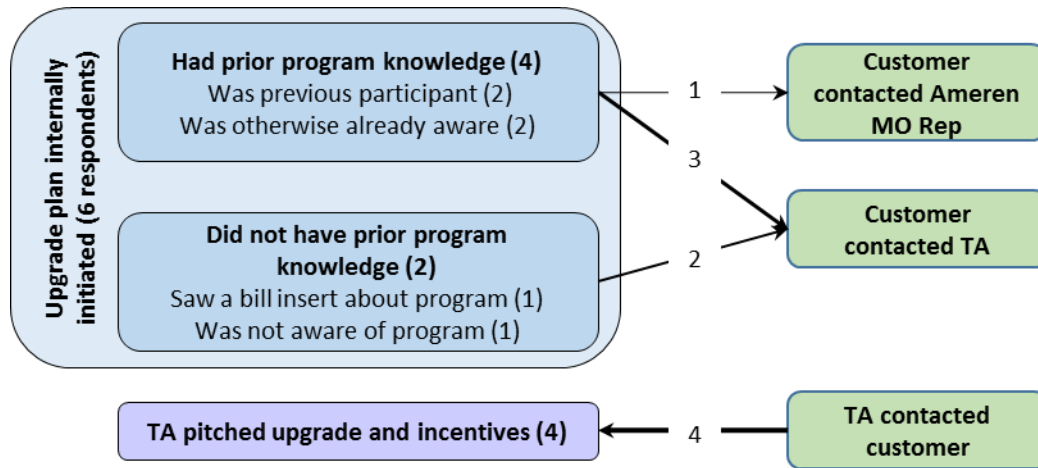 Upgrade plan internally
initiated (6 respondents)
Had prior program knowledge (4)
Was previous participant (2)
Was otherwise already aware (2)
1
3
Customer
contacted Ameren
MO Rep
Did not have prior program
knowledge (2)
Saw a bill insert about program (1)
Was not aware of program (1)
2
Customer
contacted TA
TA pitched upgrade and incentives (4)
4
TA contacted
customer